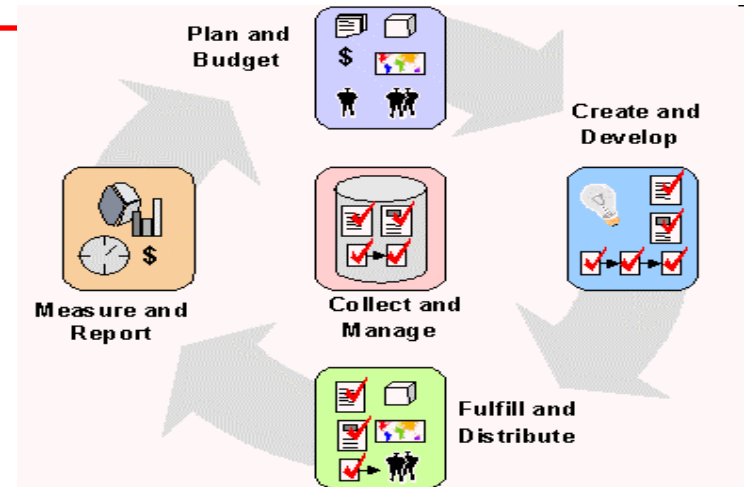 Plan and
Budget
$
Create and
Develop
$
Measure and
Report
Collect and
Manage
Fulfill and
Distribute